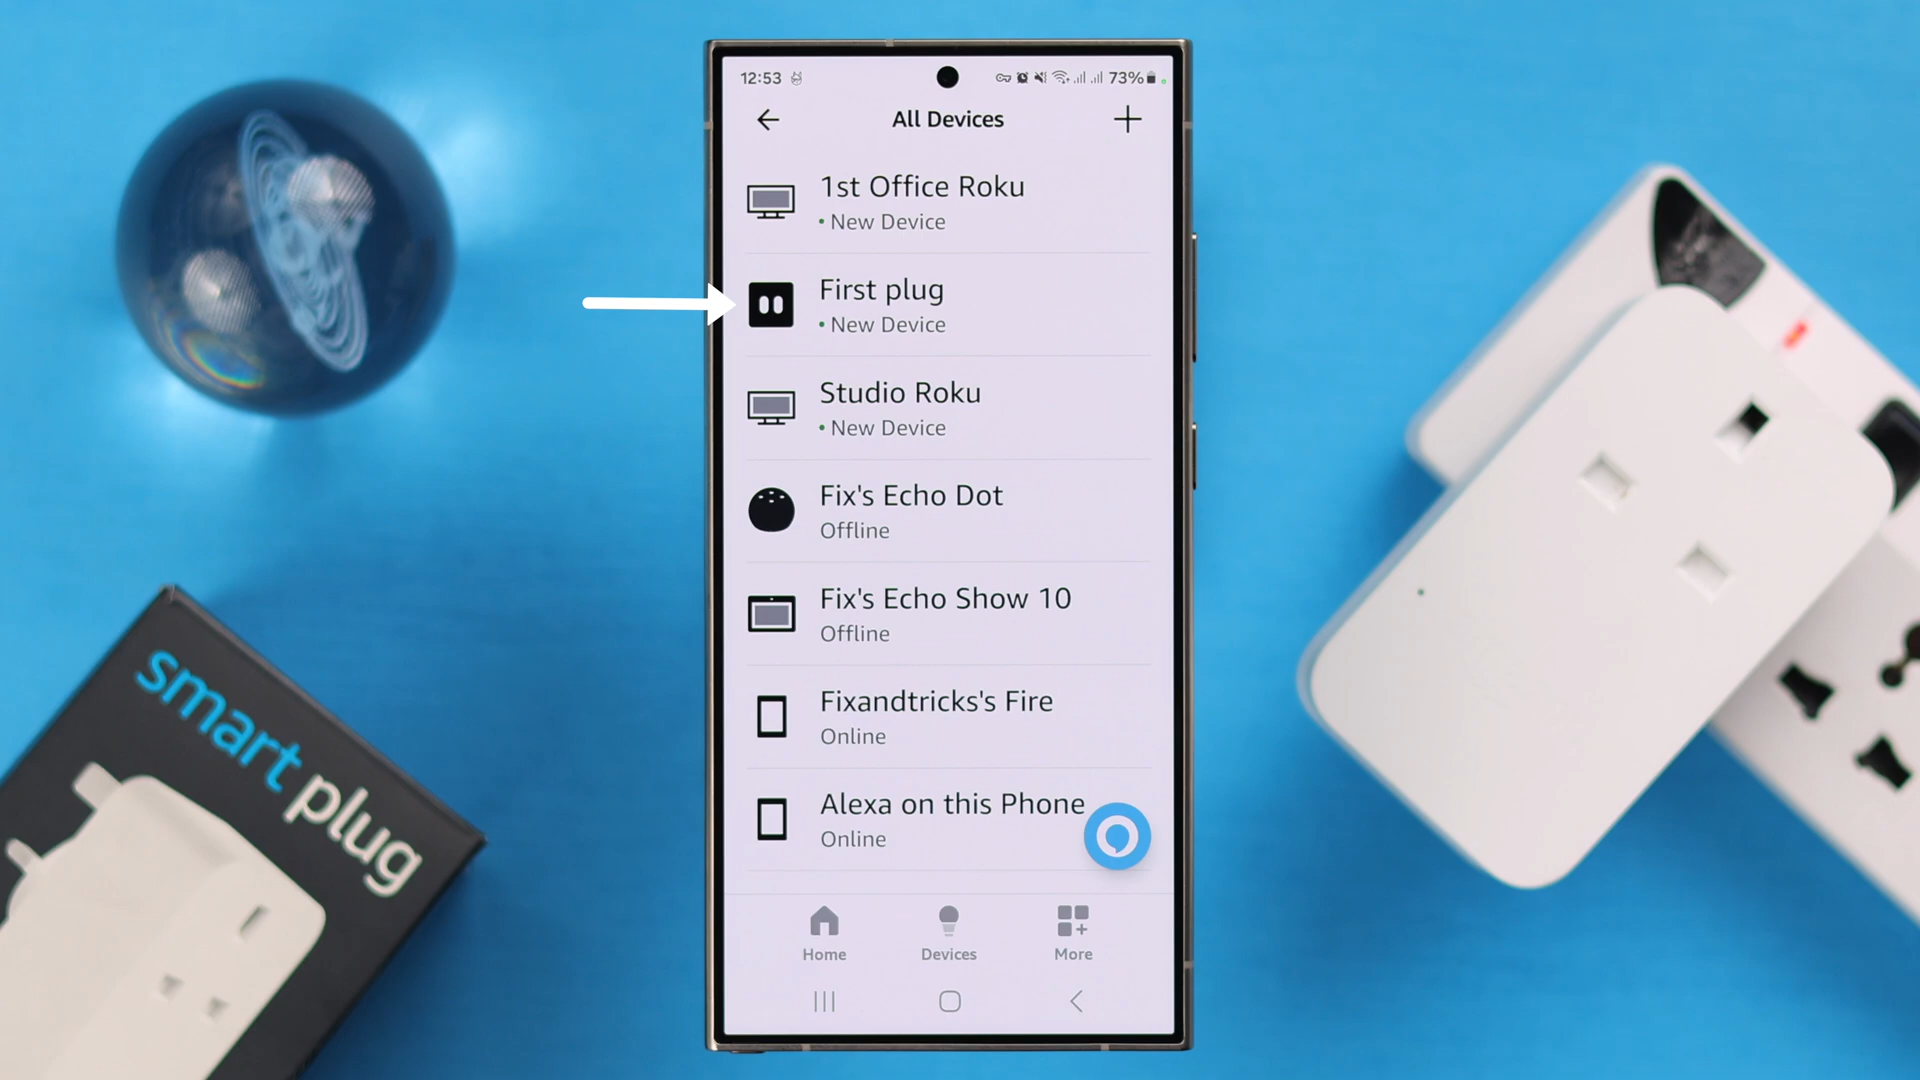 12:53
73%
All Devices
1st Office Roku
• New Device
First plug
• New Device
Studio Roku
• New Device
Fix's Echo Dot
Offline
Fix's Echo Show 10
Offline
Fixandtricks's Fire
Online
Alexa on this Phone
Online
Home
Devices
More
smart plug